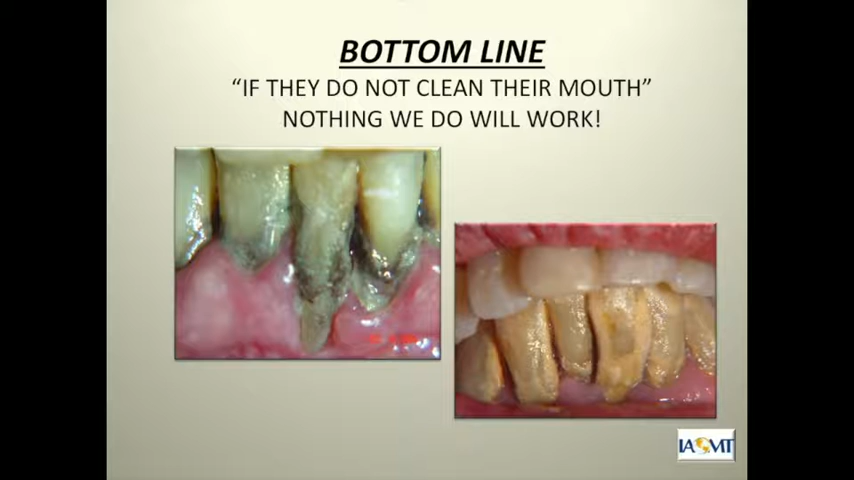 BOTTOM LINE
“IF THEY DO NOT CLEAN THEIR MOUTH”
NOTHING WE DO WILL WORK!
IAOMT